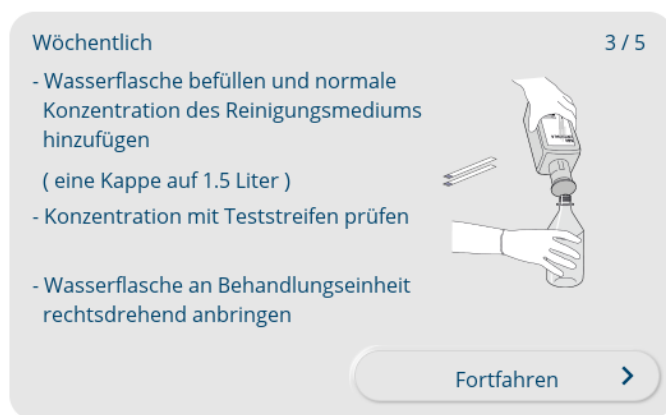 Wöchentlich 3 / 5
- Wasserflasche befüllen und normale
Konzentration des Reinigungsmediums
hinzufügen
( eine Kappe auf 1.5 Liter )
- Konzentration mit Teststreifen prüfen
- Wasserflasche an Behandlungseinheit
rechtsdrehend anbringen
Fortfahren